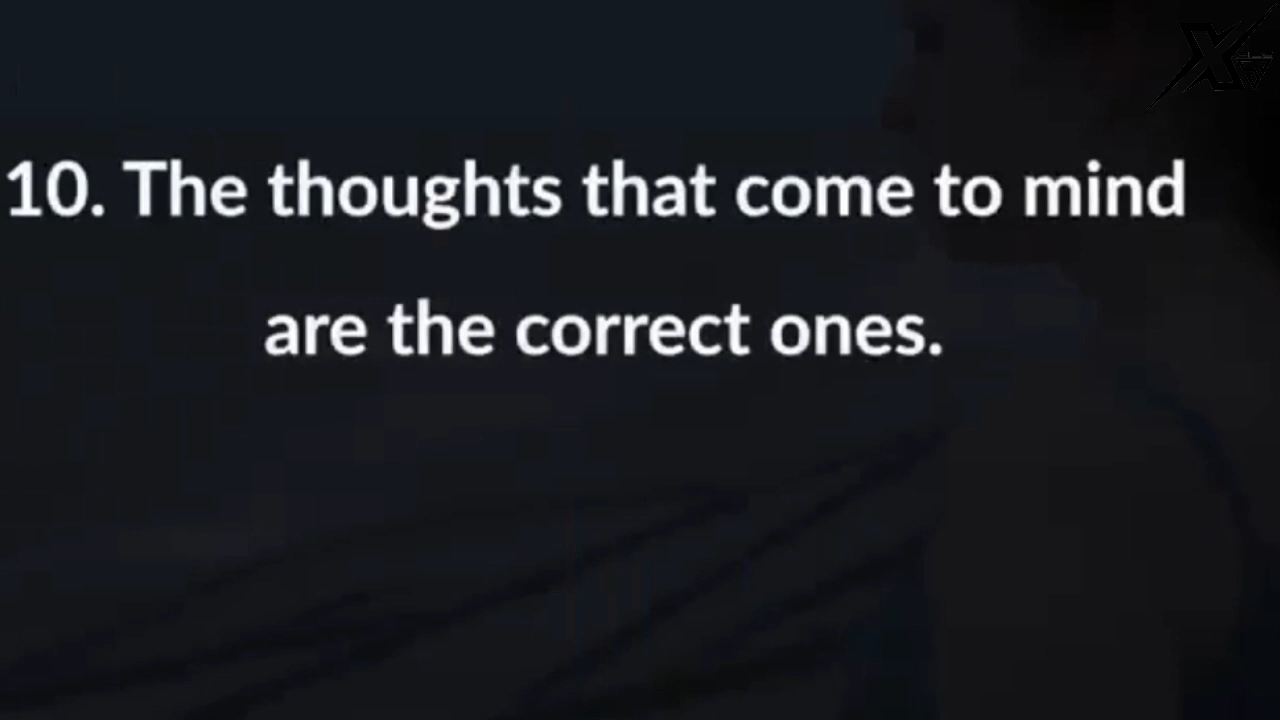 10. The thoughts that come to mind
are the correct ones.